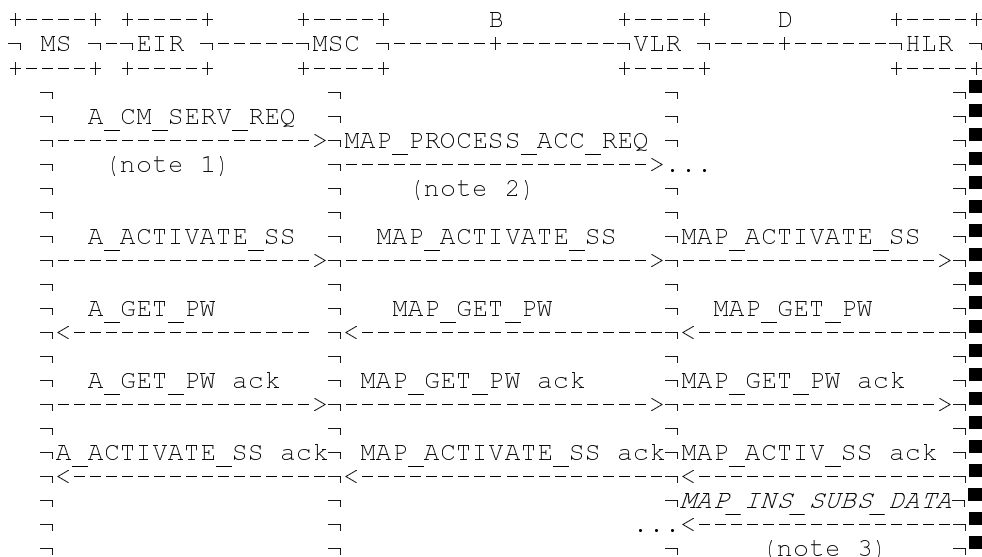 +----+ +----+ +----+ B +----+ D +----+
¬ MS ¬--¬EIR ¬------¬MSC ¬------+--------¬VLR ¬----+------¬HLR ¬
+----+ +----+ +----+ +----+ +----+
A_CM_SERV_REQ
MAP_PROCESS_ACC_REQ
(note 1) ...
(note 2)
A_ACTIVATE_SS MAP_ACTIVATE_SS MAP_ACTIVATE_SS
A_GET_PW MAP_GET_PW MAP_GET_PW
A_GET_PW ack MAP_GET_PW ack MAP_GET_PW ack
A_ACTIVATE_SS ack MAP_ACTIVATE_SS ack MAP_ACTIV_SS ack
MAP_INS_SUBS_DATA
...
(note 3)